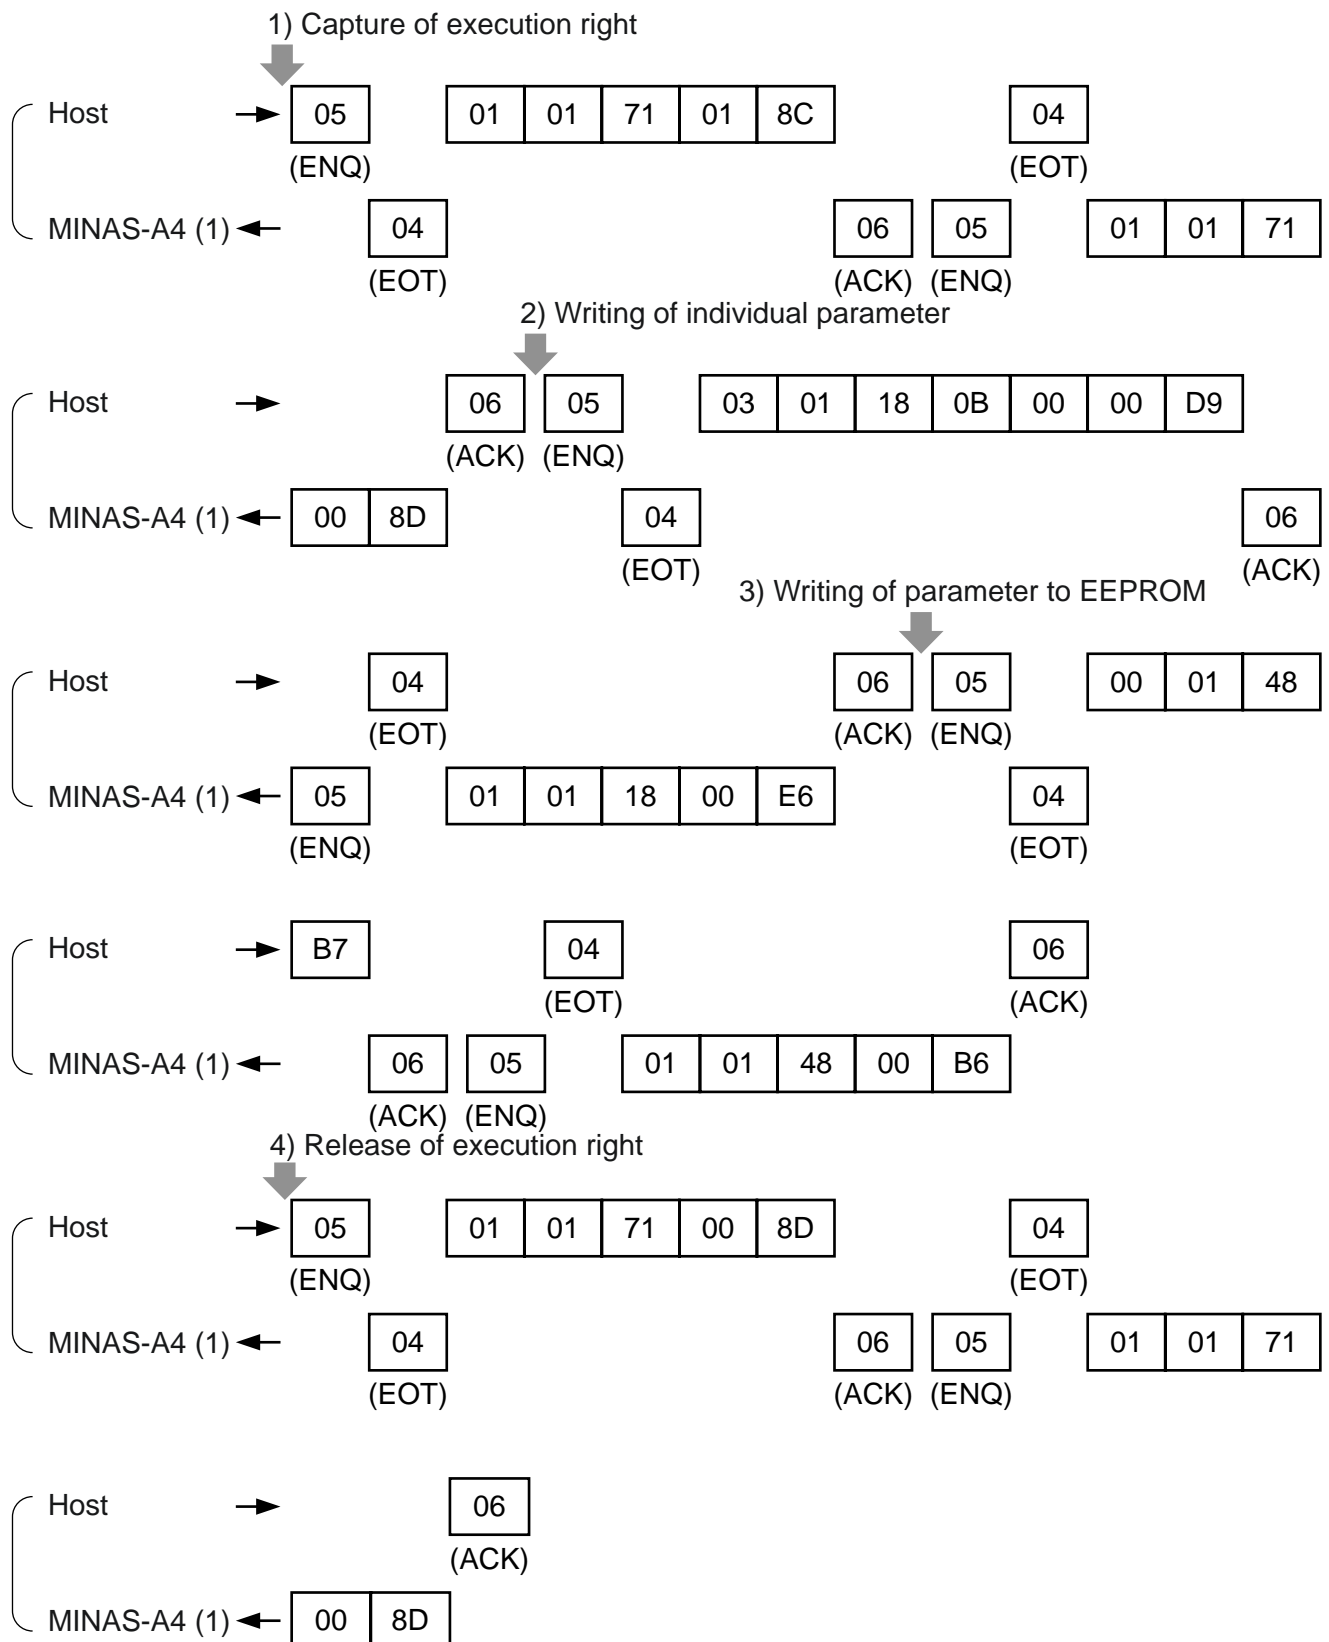 1) Capture of execution right
Host 05 01 01 71 01 8C 04
(ENQ) (EOT)
MINAS-A4 (1) 04 06 05 01 01 71
(EOT) (ACK) (ENQ)
2) Writing of individual parameter
Host 06 05 03 01 18 0B 00 00 D9
(ACK) (ENQ)
MINAS-A4 (1) 00 8D 04 06
(EOT) (ACK)
3) Writing of parameter to EEPROM
Host 04 06 05 00 01 48
(EOT) (ACK) (ENQ)
MINAS-A4 (1) 05 01 01 18 00 E6 04
(ENQ) (EOT)
Host B7 04 06
(EOT) (ACK)
MINAS-A4 (1) 06 05 01 01 48 00 B6
(ACK) (ENQ)
4) Release of execution right
Host 05 01 01 71 00 8D 04
(ENQ) (EOT)
MINAS-A4 (1) 04 06 05 01 01 71
(EOT) (ACK) (ENQ)
Host 06
(ACK)
MINAS-A4 (1) 00 8D